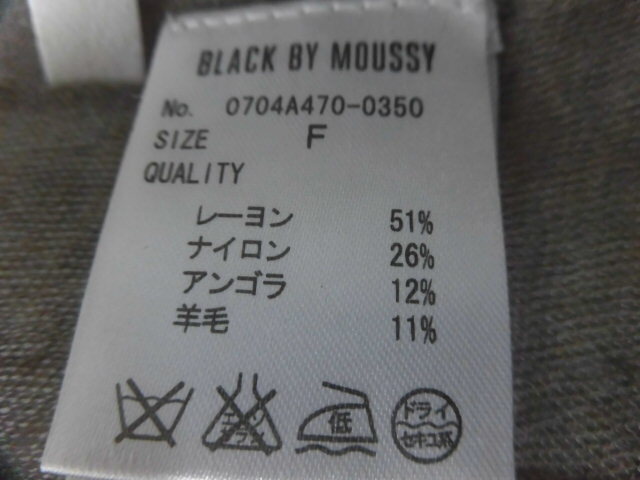 BLACK BY MOUSSY
No. 0704A470-0350
SIZE F
QUALITY
レーヨン 51%
ナイロン 26%
アンゴラ 12%
羊毛 11%
低
ドライ
セキユ系